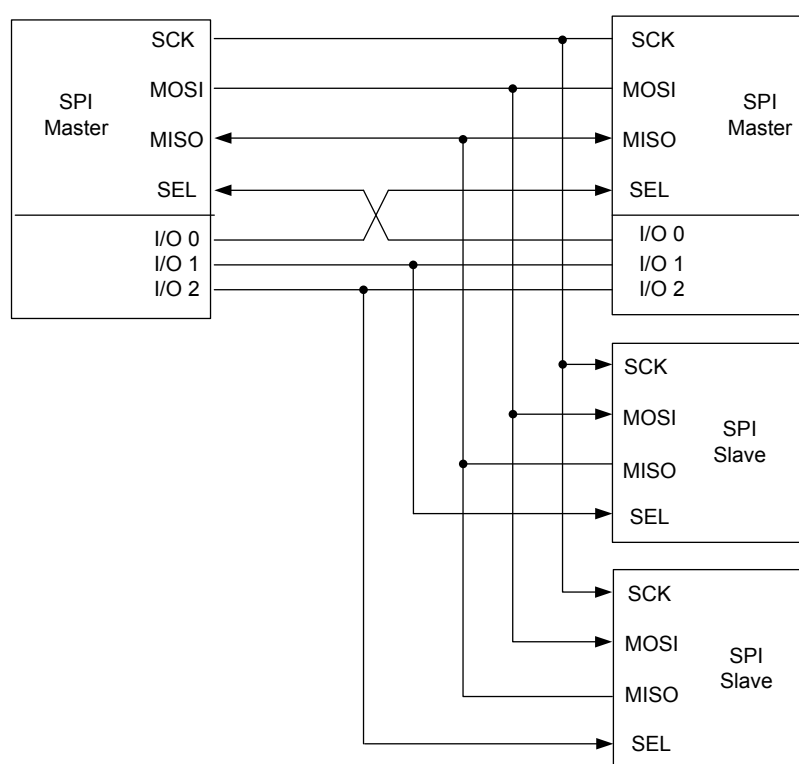 SCK
MOSI
SPI
Master
MISO
SEL
I/O 0
I/O 1
I/O 2
SCK
MOSI
SPI
Master
MISO
SEL
I/O 0
I/O 1
I/O 2
SCK
MOSI
SPI
Slave
MISO
SEL
SCK
MOSI
SPI
Slave
MISO
SEL